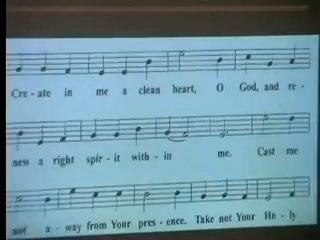 Cre - ate in me a clean heart, O God, and re -
new a right spir - it with - in me. Cast me
not a - way from Your pres - ence. Take not Your Ho - ly